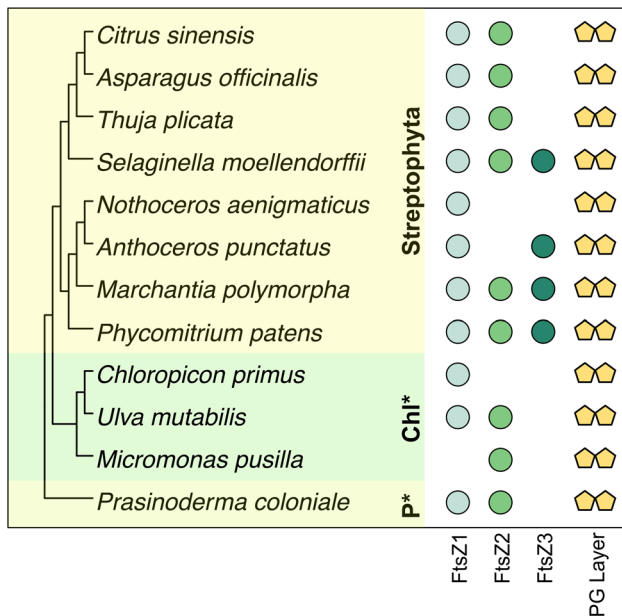 Citrus sinensis
Asparagus officinalis
Thuja plicata
Selaginella moellendorffii
Nothoceros aenigmaticus
Anthoceros punctatus
Marchantia polymorpha
Phycomitrium patens
Streptophyta
Chloropicon primus
Ulva mutabilis
Micromonas pusilla
Chl*
Prasinoderma coloniale
P*
FtsZ1
FtsZ2
FtsZ3
PG Layer